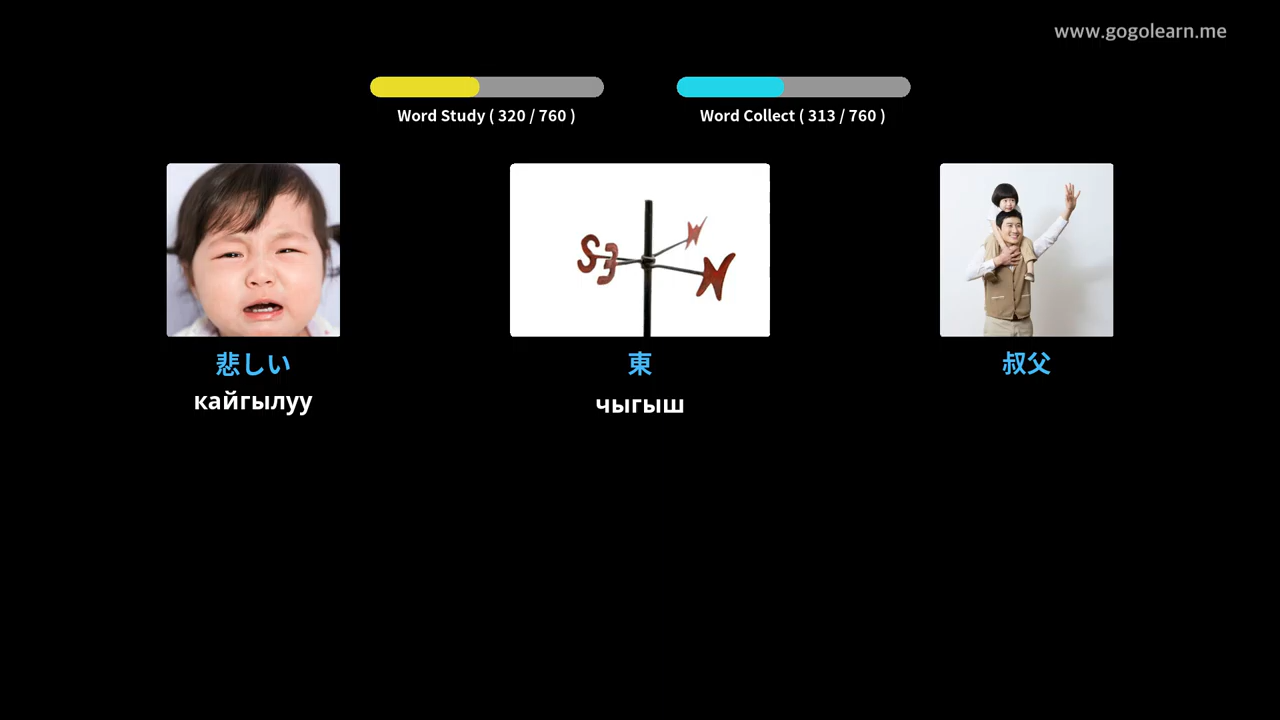 www.gogolearn.me
Word Study ( 320 / 760 )
Word Collect ( 313 / 760 )
S E N W
悲しい
東
叔父
кайгылуу
чыгыш